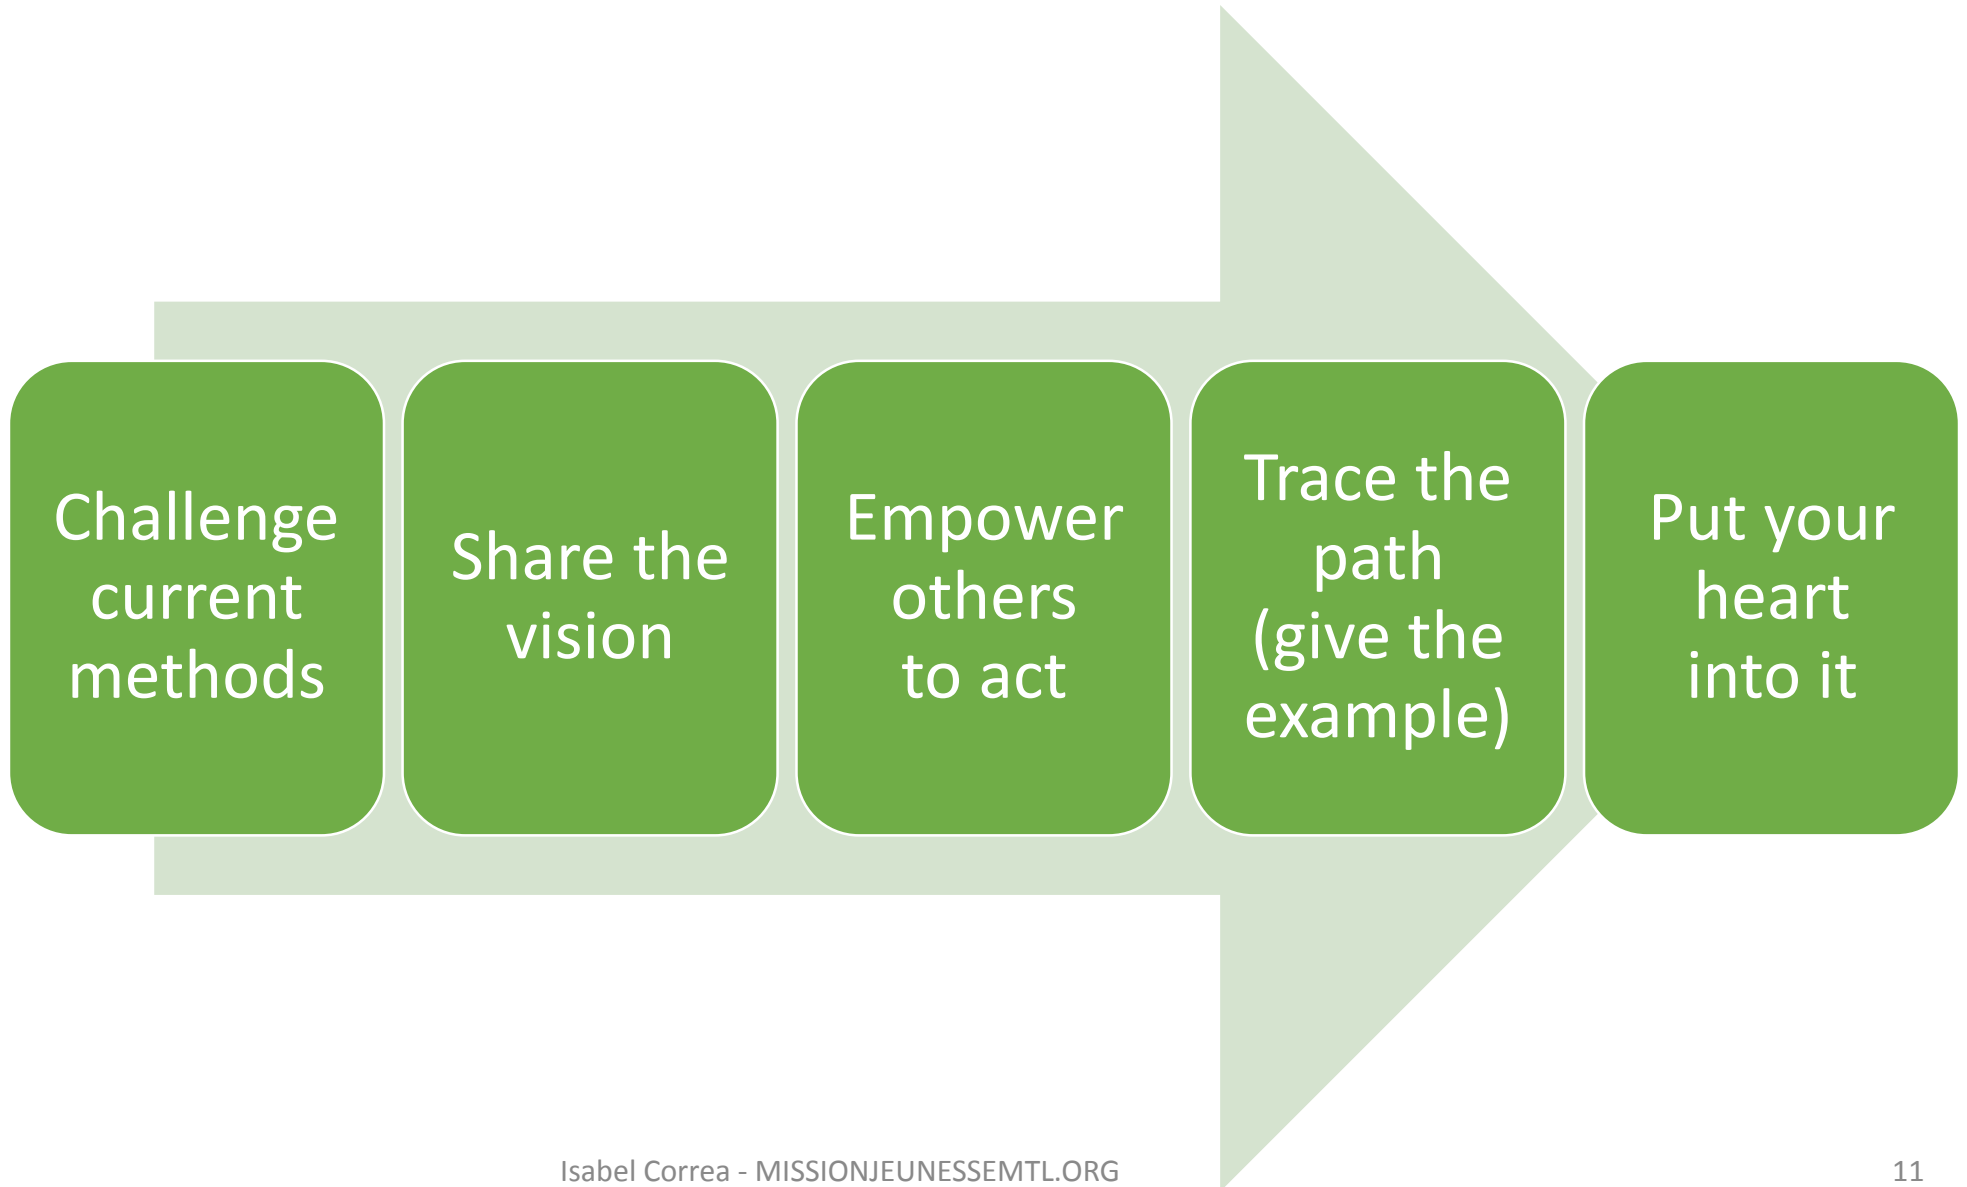 Challenge
current
methods
Share the
vision
Empower
others
to act
Trace the
path
(give the
example)
Put your
heart
into it
Isabel Correa - MISSIONJEUNESSEMTL.ORG
11